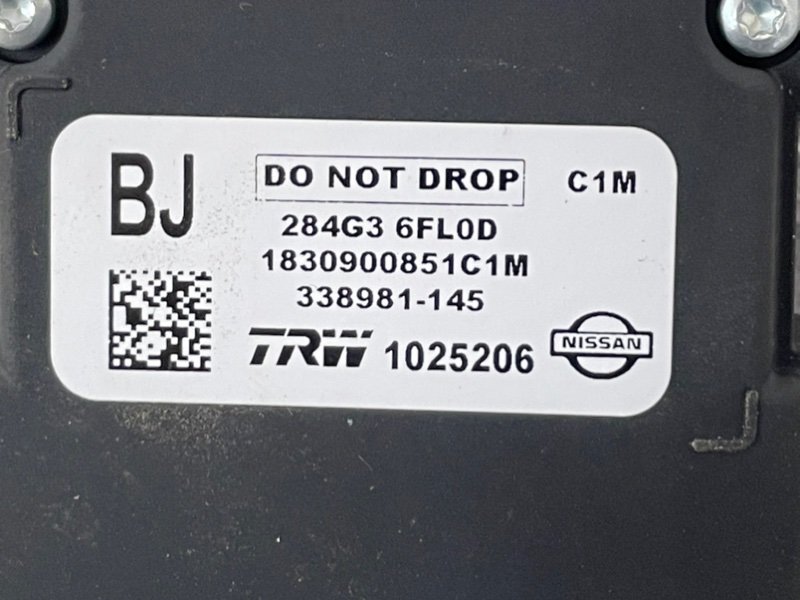 BJ
DO NOT DROP C1M
284G3 6FL0D
1830900851C1M
338981-145
TRW 1025206 NISSAN